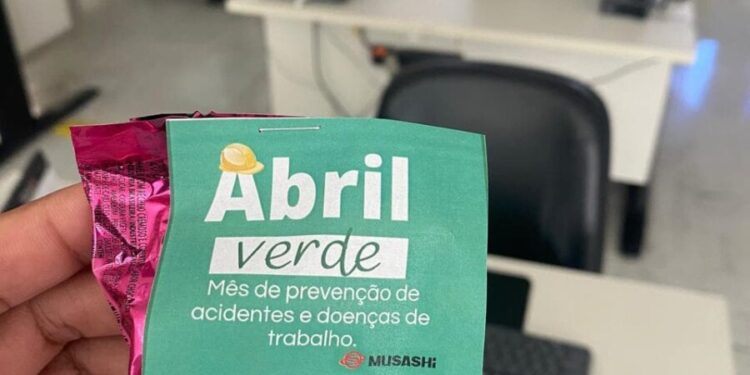 Abril
verde
Mês de prevenção de
acidentes e doenças de
trabalho.
MUSASHi